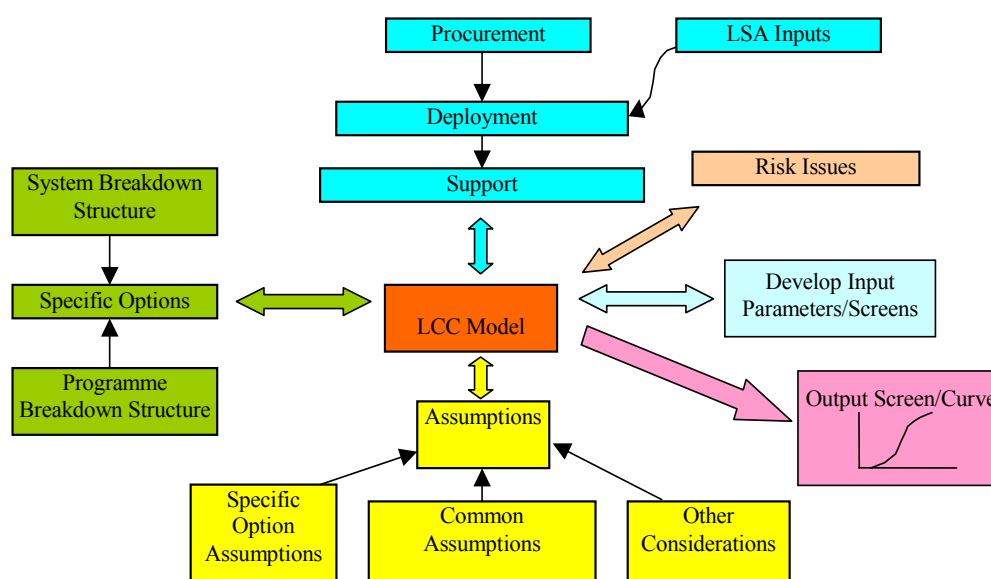 Procurement
LSA Inputs
Deployment
Support
Risk Issues
System Breakdown
Structure
Specific Options
Programme
Breakdown Structure
LCC Model
Develop Input
Parameters/Screens
Output Screen/Curve
Assumptions
Specific
Option
Assumptions
Common
Assumptions
Other
Considerations